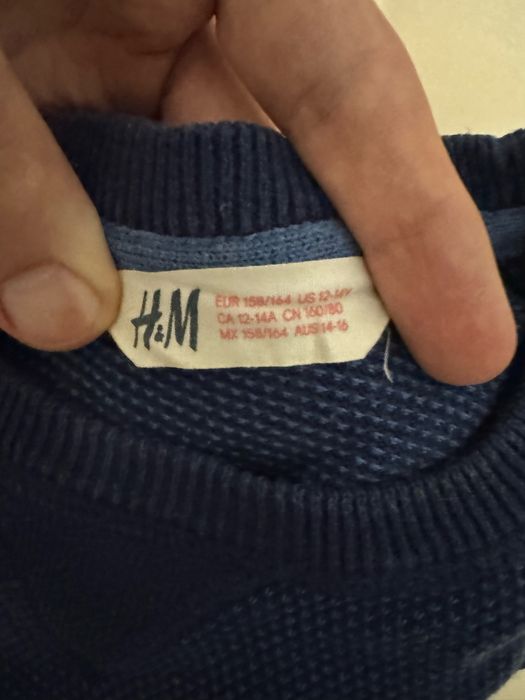 H&M
EUR 158/164 US 12-14Y
CA 12-14A CN 160/80
MX 158/164 AUS 14-16